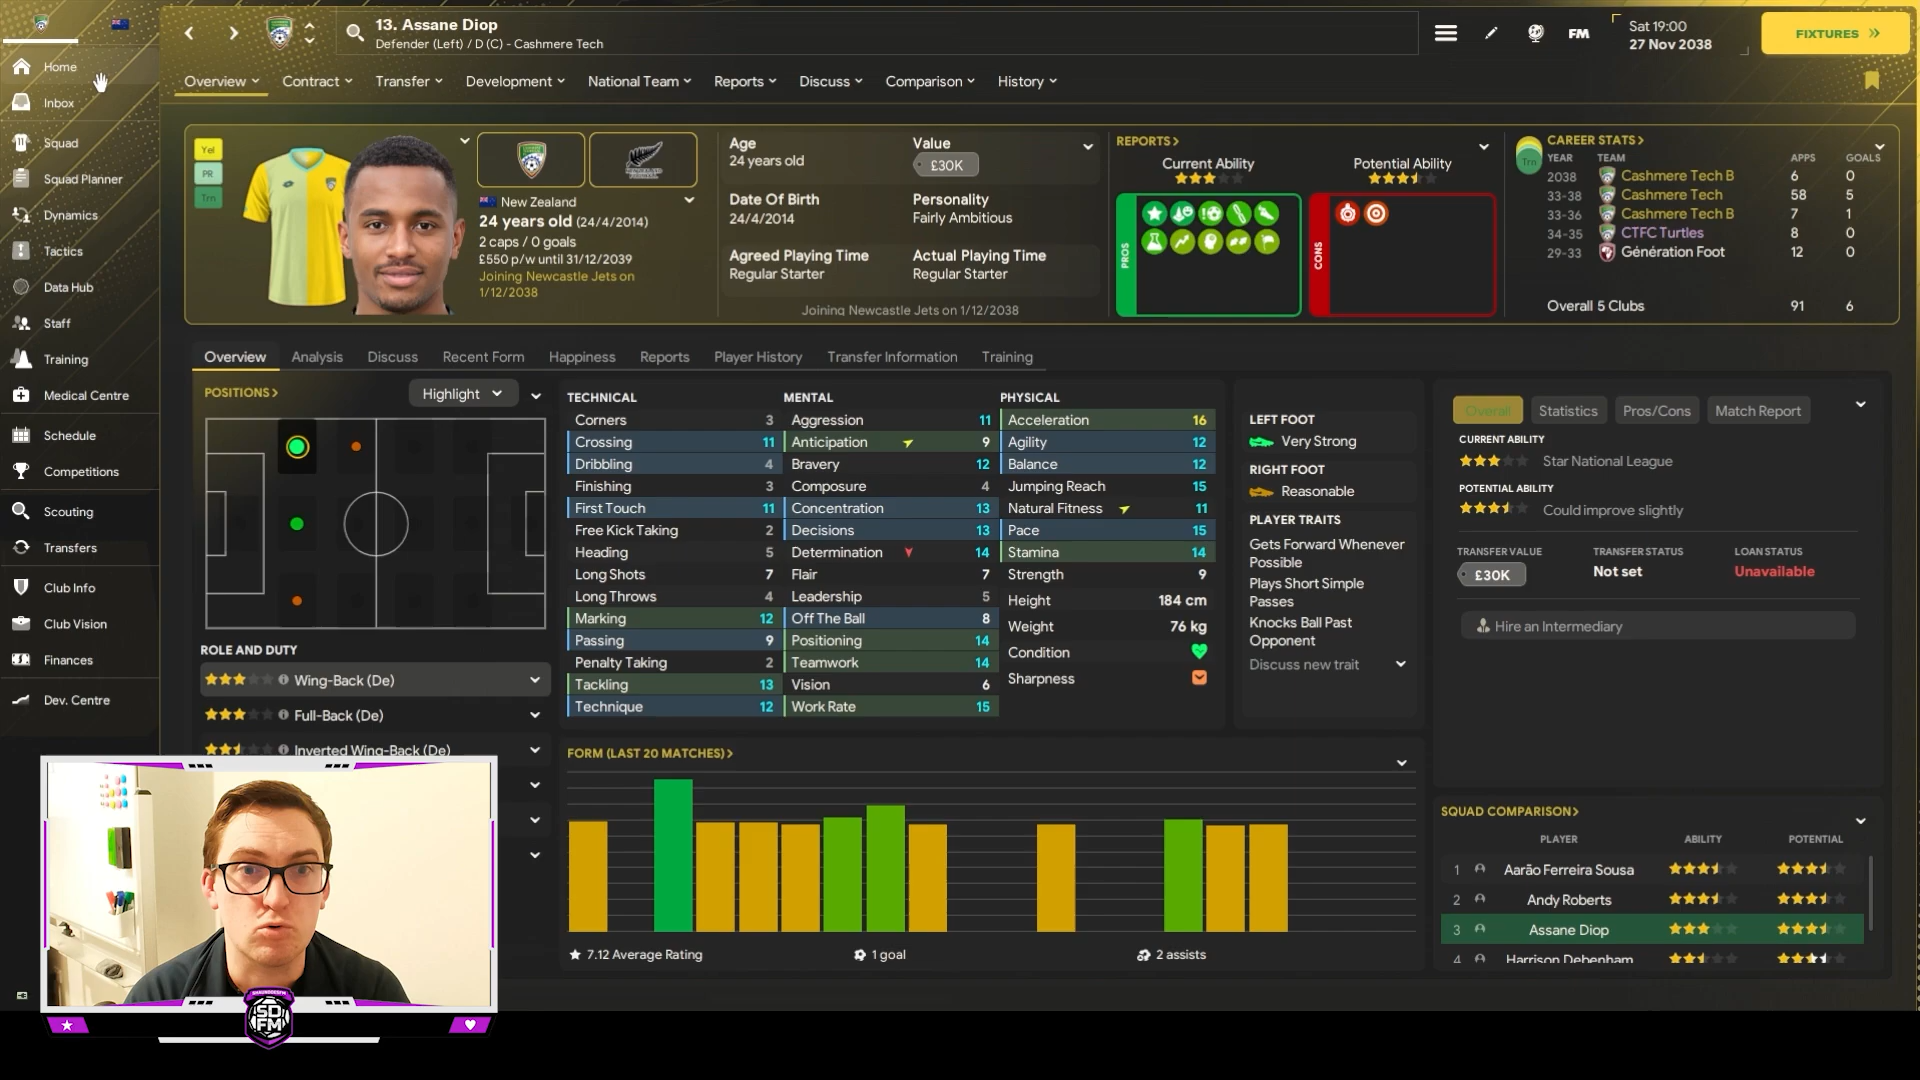 13. Assane Diop
Defender (Left) / D (C) - Cashmere Tech
FM
Sat 19:00
27 Nov 2038
FIXTURES
Home
Inbox
Squad
Squad Planner
Dynamics
Tactics
Data Hub
Staff
Training
Medical Centre
Schedule
Competitions
Scouting
Transfers
Club Info
Club Vision
Finances
Dev. Centre
Overview
Contract
Transfer
Development
National Team
Reports
Discuss
Comparison
History
Yel
PR
Trn
New Zealand
24 years old (24/4/2014)
2 caps / 0 goals
£550 p/w until 31/12/2039
Joining Newcastle Jets on
1/12/2038
Age
24 years old
Value
£30K
Date Of Birth
24/4/2014
Personality
Fairly Ambitious
Agreed Playing Time
Regular Starter
Actual Playing Time
Regular Starter
Joining Newcastle Jets on 1/12/2038
REPORTS
Current Ability
Potential Ability
PROS
CONS
Trn
CAREER STATS
YEAR TEAM APPS GOALS
2038 Cashmere Tech B 6 0
33-38 Cashmere Tech 58 5
33-36 Cashmere Tech B 7 1
34-35 CTFC Turtles 8 0
29-33 Génération Foot 12 0
Overall 5 Clubs 91 6
Overview
Analysis
Discuss
Recent Form
Happiness
Reports
Player History
Transfer Information
Training
POSITIONS
Highlight
ROLE AND DUTY
Wing-Back (De)
Full-Back (De)
Inverted Wing-Back (De)
TECHNICAL
Corners 3
Crossing 11
Dribbling 4
Finishing 3
First Touch 11
Free Kick Taking 2
Heading 5
Long Shots 7
Long Throws 4
Marking 12
Passing 9
Penalty Taking 2
Tackling 13
Technique 12
MENTAL
Aggression 11
Anticipation 9
Bravery 12
Composure 4
Concentration 13
Decisions 13
Determination 14
Flair 7
Leadership 5
Off The Ball 8
Positioning 14
Teamwork 14
Vision 6
Work Rate 15
PHYSICAL
Acceleration 16
Agility 12
Balance 12
Jumping Reach 15
Natural Fitness 11
Pace 15
Stamina 14
Strength 9
Height 184 cm
Weight 76 kg
Condition
Sharpness
LEFT FOOT
Very Strong
RIGHT FOOT
Reasonable
PLAYER TRAITS
Gets Forward Whenever
Possible
Plays Short Simple
Passes
Knocks Ball Past
Opponent
Discuss new trait
Overall
Statistics
Pros/Cons
Match Report
CURRENT ABILITY
Star National League
POTENTIAL ABILITY
Could improve slightly
TRANSFER VALUE
£30K
TRANSFER STATUS
Not set
LOAN STATUS
Unavailable
Hire an Intermediary
FORM (LAST 20 MATCHES)
7.12 Average Rating
1 goal
2 assists
SQUAD COMPARISON
PLAYER ABILITY POTENTIAL
1 Aarão Ferreira Sousa
2 Andy Roberts
3 Assane Diop
4 Harrison Debenham
SD
FM